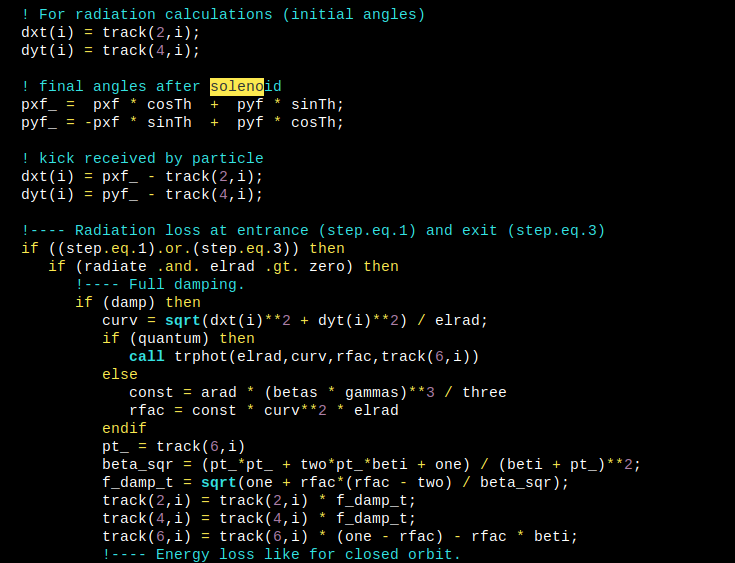 ! For radiation calculations (initial angles)
dxt(i) = track(2,i);
dyt(i) = track(4,i);
! final angles after solenoid
pxf_ =  pxf * cosTh  +  pyf * sinTh;
pyf_ = -pxf * sinTh  +  pyf * cosTh;
! kick received by particle
dxt(i) = pxf_ - track(2,i);
dyt(i) = pyf_ - track(4,i);
!---- Radiation loss at entrance (step.eq.1) and exit (step.eq.3)
if ((step.eq.1).or.(step.eq.3)) then
   if (radiate .and. elrad .gt. zero) then
      !---- Full damping.
      if (damp) then
         curv = sqrt(dxt(i)**2 + dyt(i)**2) / elrad;
         if (quantum) then
            call trphot(elrad,curv,rfac,track(6,i))
         else
            const = arad * (betas * gammas)**3 / three
            rfac = const * curv**2 * elrad
         endif
         pt_ = track(6,i)
         beta_sqr = (pt_*pt_ + two*pt_*beti + one) / (beti + pt_)**2;
         f_damp_t = sqrt(one + rfac*(rfac - two) / beta_sqr);
         track(2,i) = track(2,i) * f_damp_t;
         track(4,i) = track(4,i) * f_damp_t;
         track(6,i) = track(6,i) * (one - rfac) - rfac * beti;
         !---- Energy loss like for closed orbit.